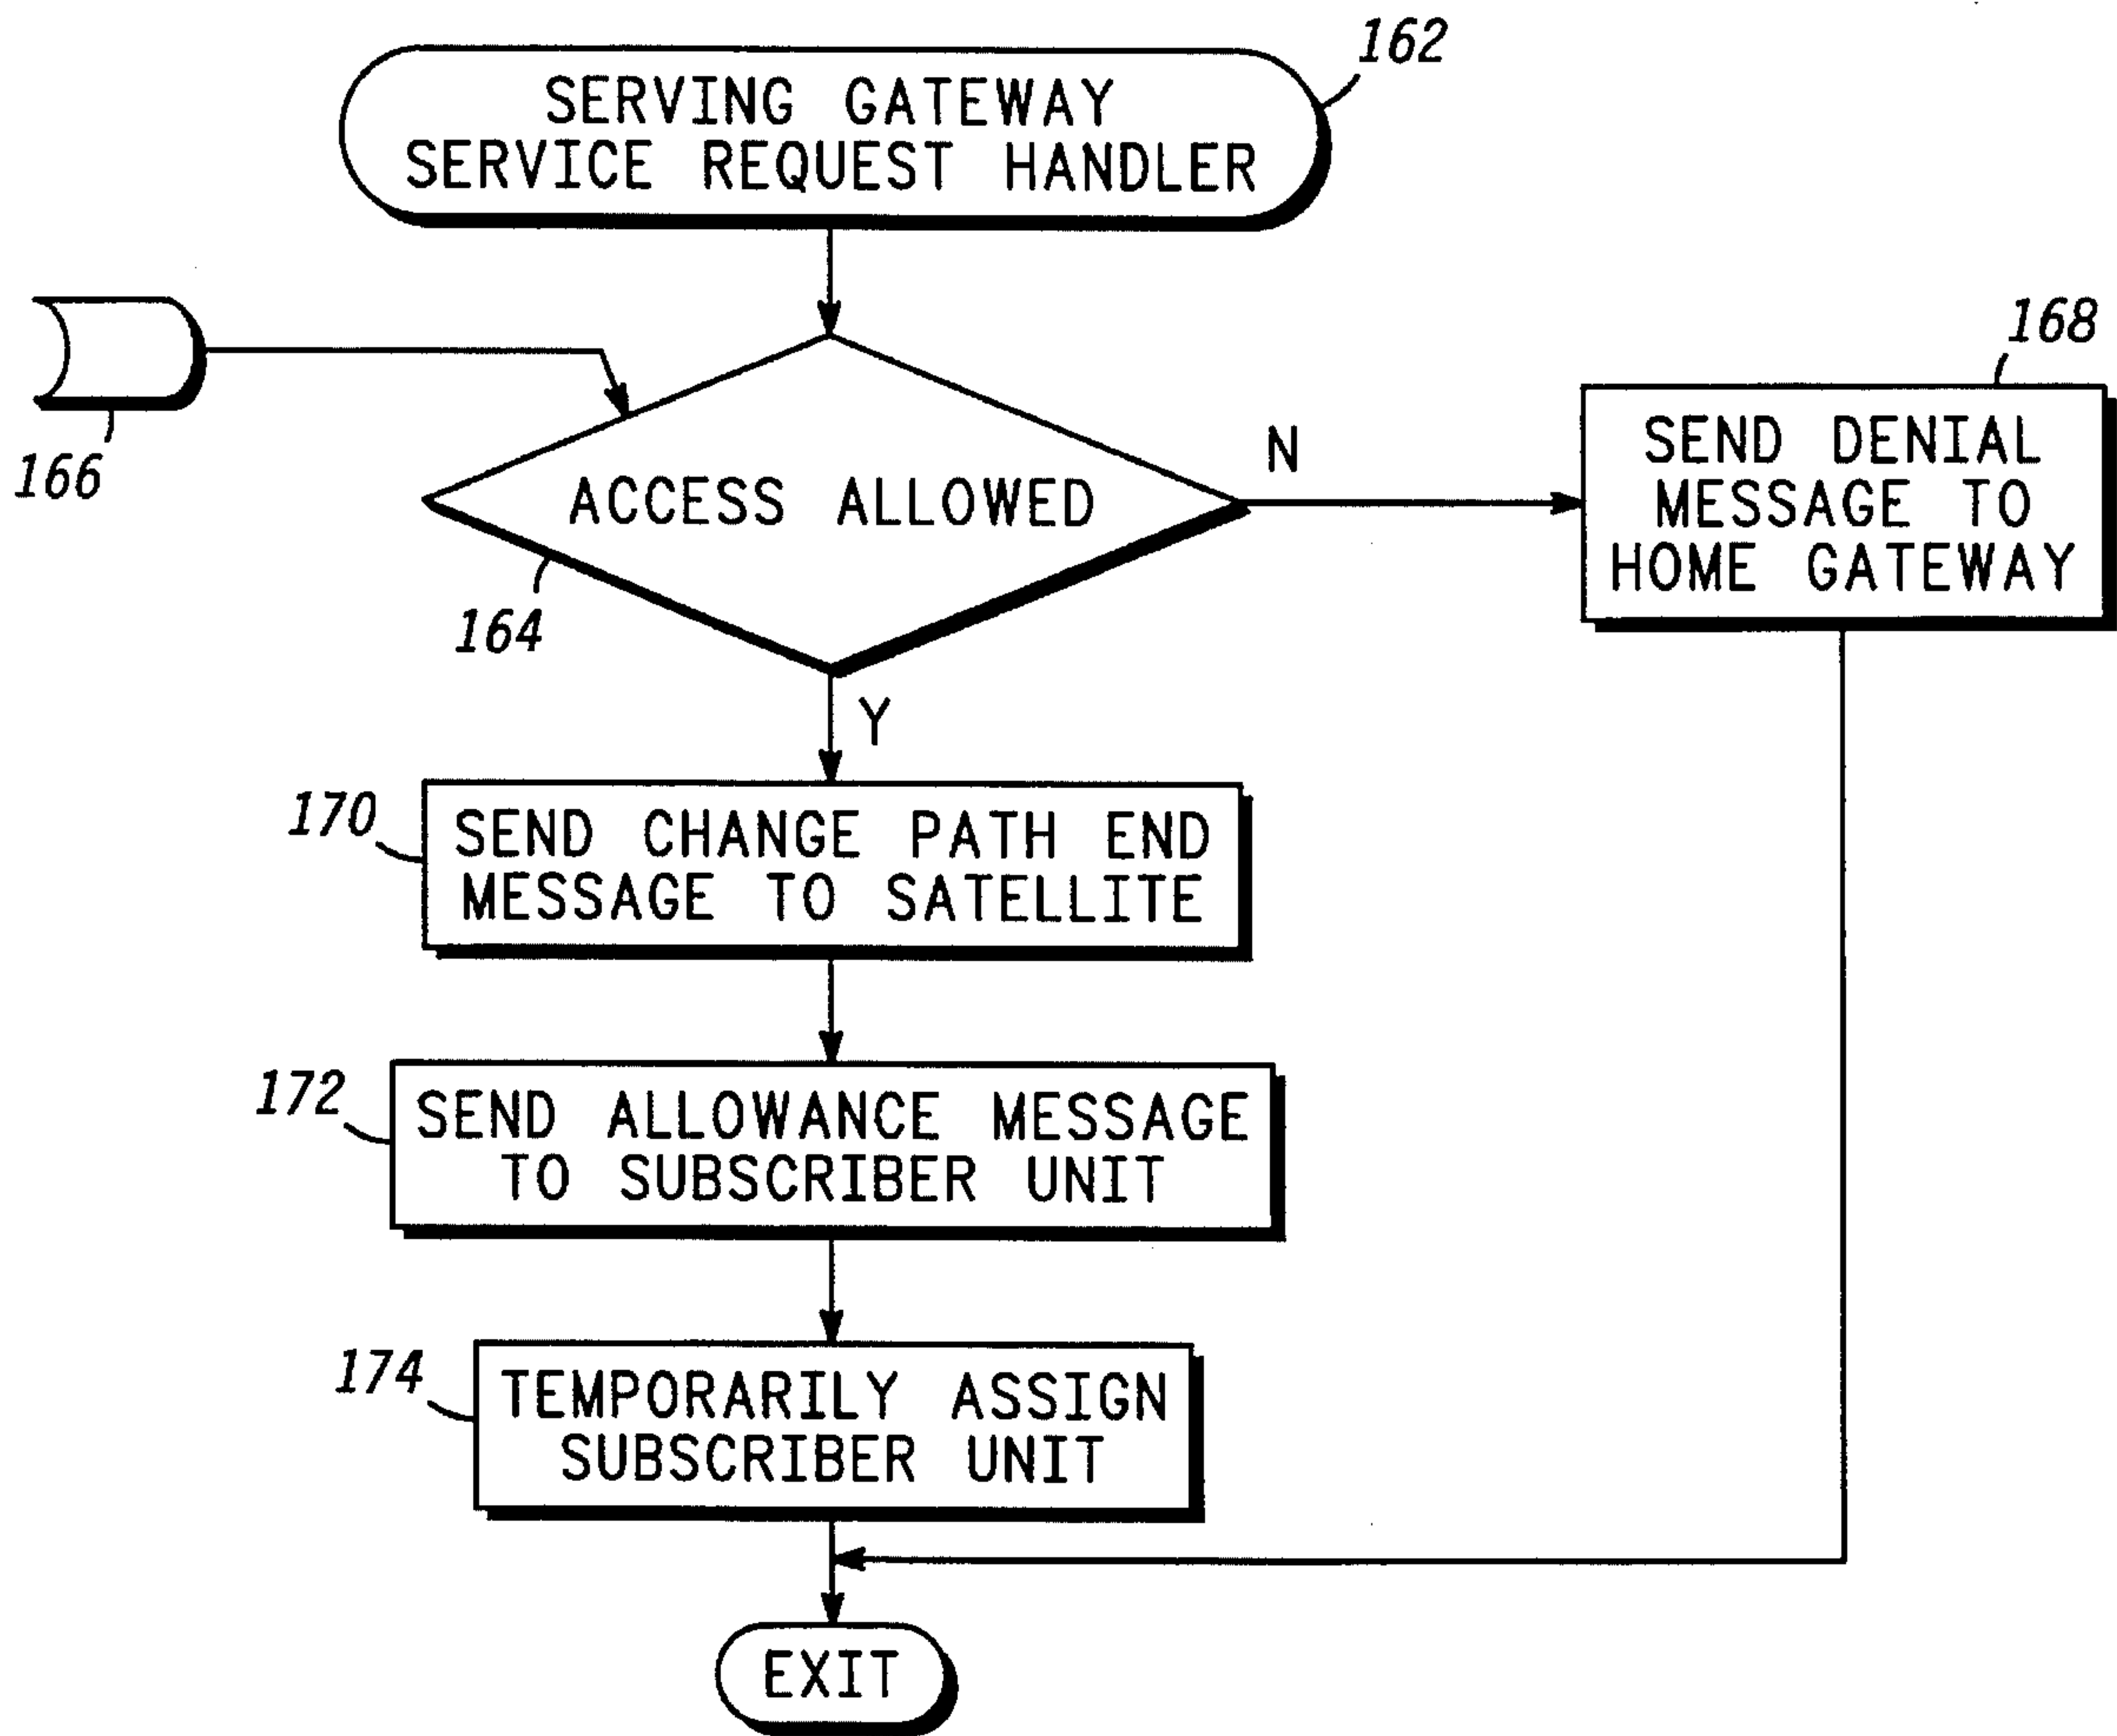 162
SERVING GATEWAY
SERVICE REQUEST HANDLER
166
ACCESS ALLOWED
164
N
168
SEND DENIAL
MESSAGE TO
HOME GATEWAY
Y
170
SEND CHANGE PATH END
MESSAGE TO SATELLITE
172
SEND ALLOWANCE MESSAGE
TO SUBSCRIBER UNIT
174
TEMPORARILY ASSIGN
SUBSCRIBER UNIT
EXIT